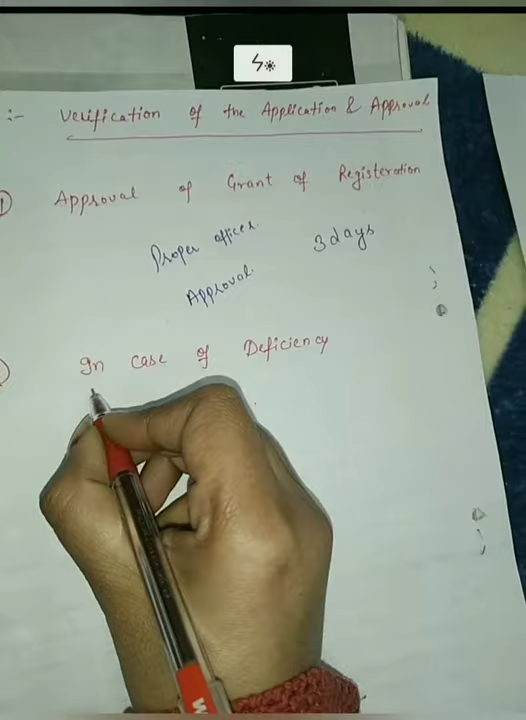 :- Verification of the Application & Approval
1 Approval of Grant of Registeration
Proper officer. 3 days
Approval.
In case of Deficiency